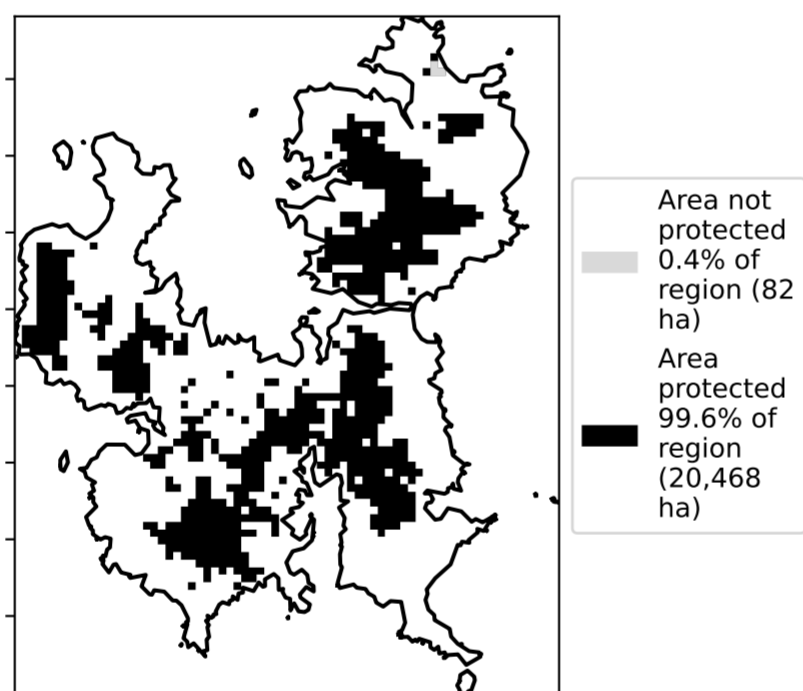 Area not
protected
0.4% of
region (82
ha)
Area
protected
99.6% of
region
(20,468
ha)